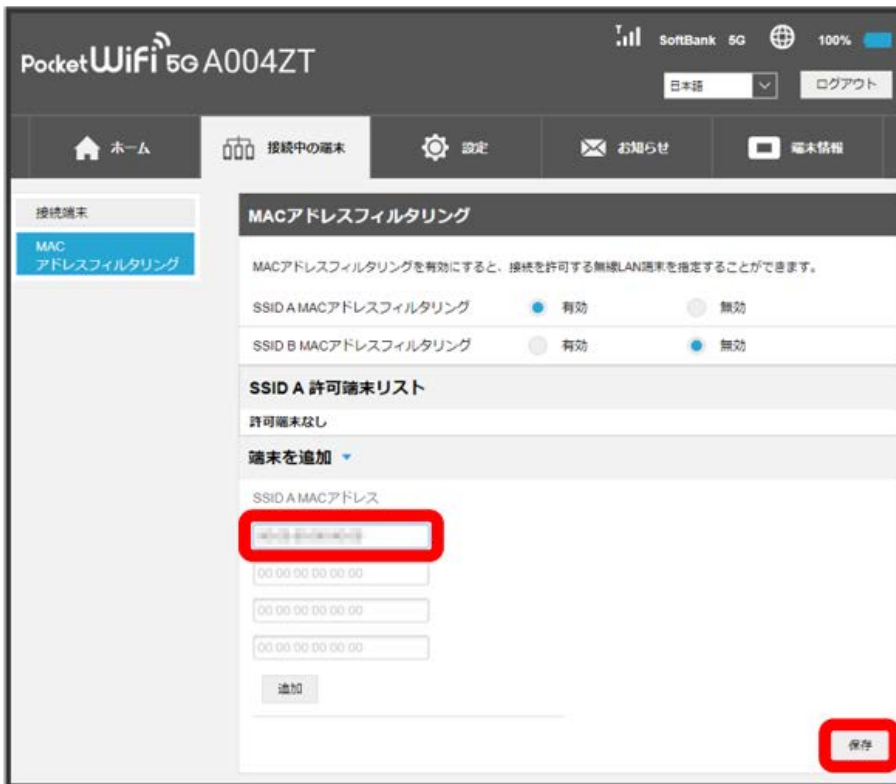 SoftBank 5G 100%
PocketWiFi 5G A004ZT
日本語 ログアウト
ホーム 接続中の端末 設定 お知らせ 端末情報
接続端末
MAC
アドレスフィルタリング
MACアドレスフィルタリング
MACアドレスフィルタリングを有効にすると、接続を許可する無線LAN端末を指定することができます。
SSID A MACアドレスフィルタリング 有効 無効
SSID B MACアドレスフィルタリング 有効 無効
SSID A 許可端末リスト
許可端末なし
端末を追加
SSID A MACアドレス
00:00:00:00:00:00
00:00:00:00:00:00
00:00:00:00:00:00
追加
保存